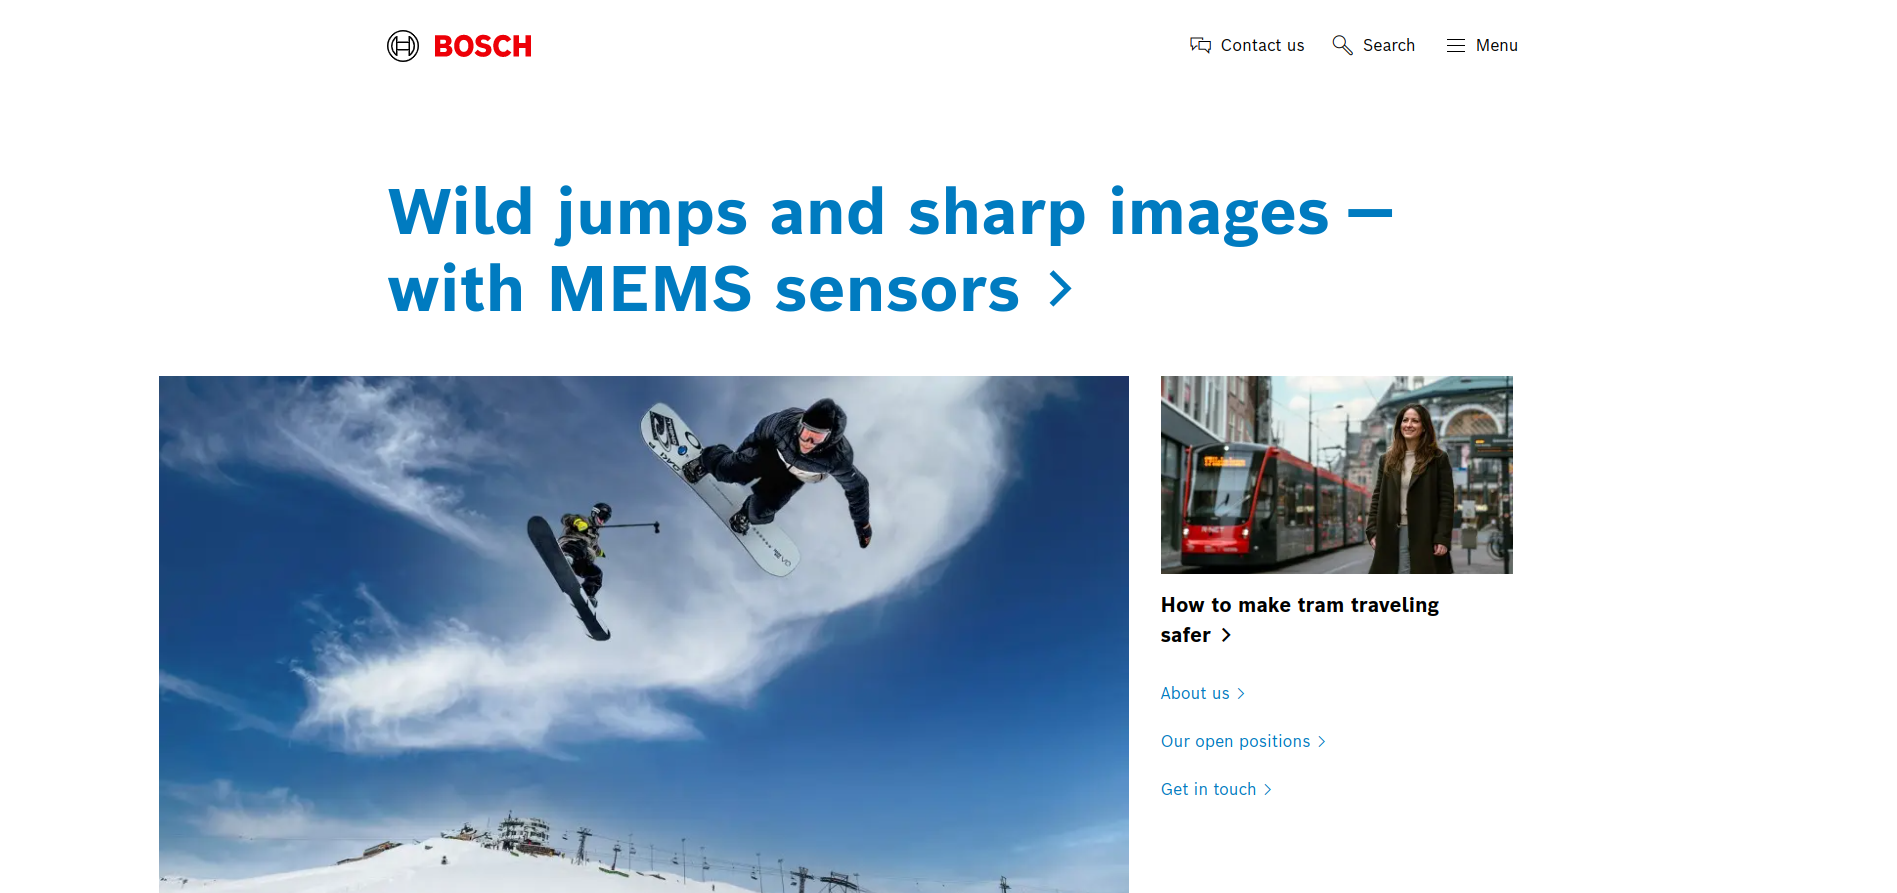 BOSCH
Contact us
Search
Menu
Wild jumps and sharp images –
with MEMS sensors
How to make tram traveling
safer
About us
Our open positions
Get in touch